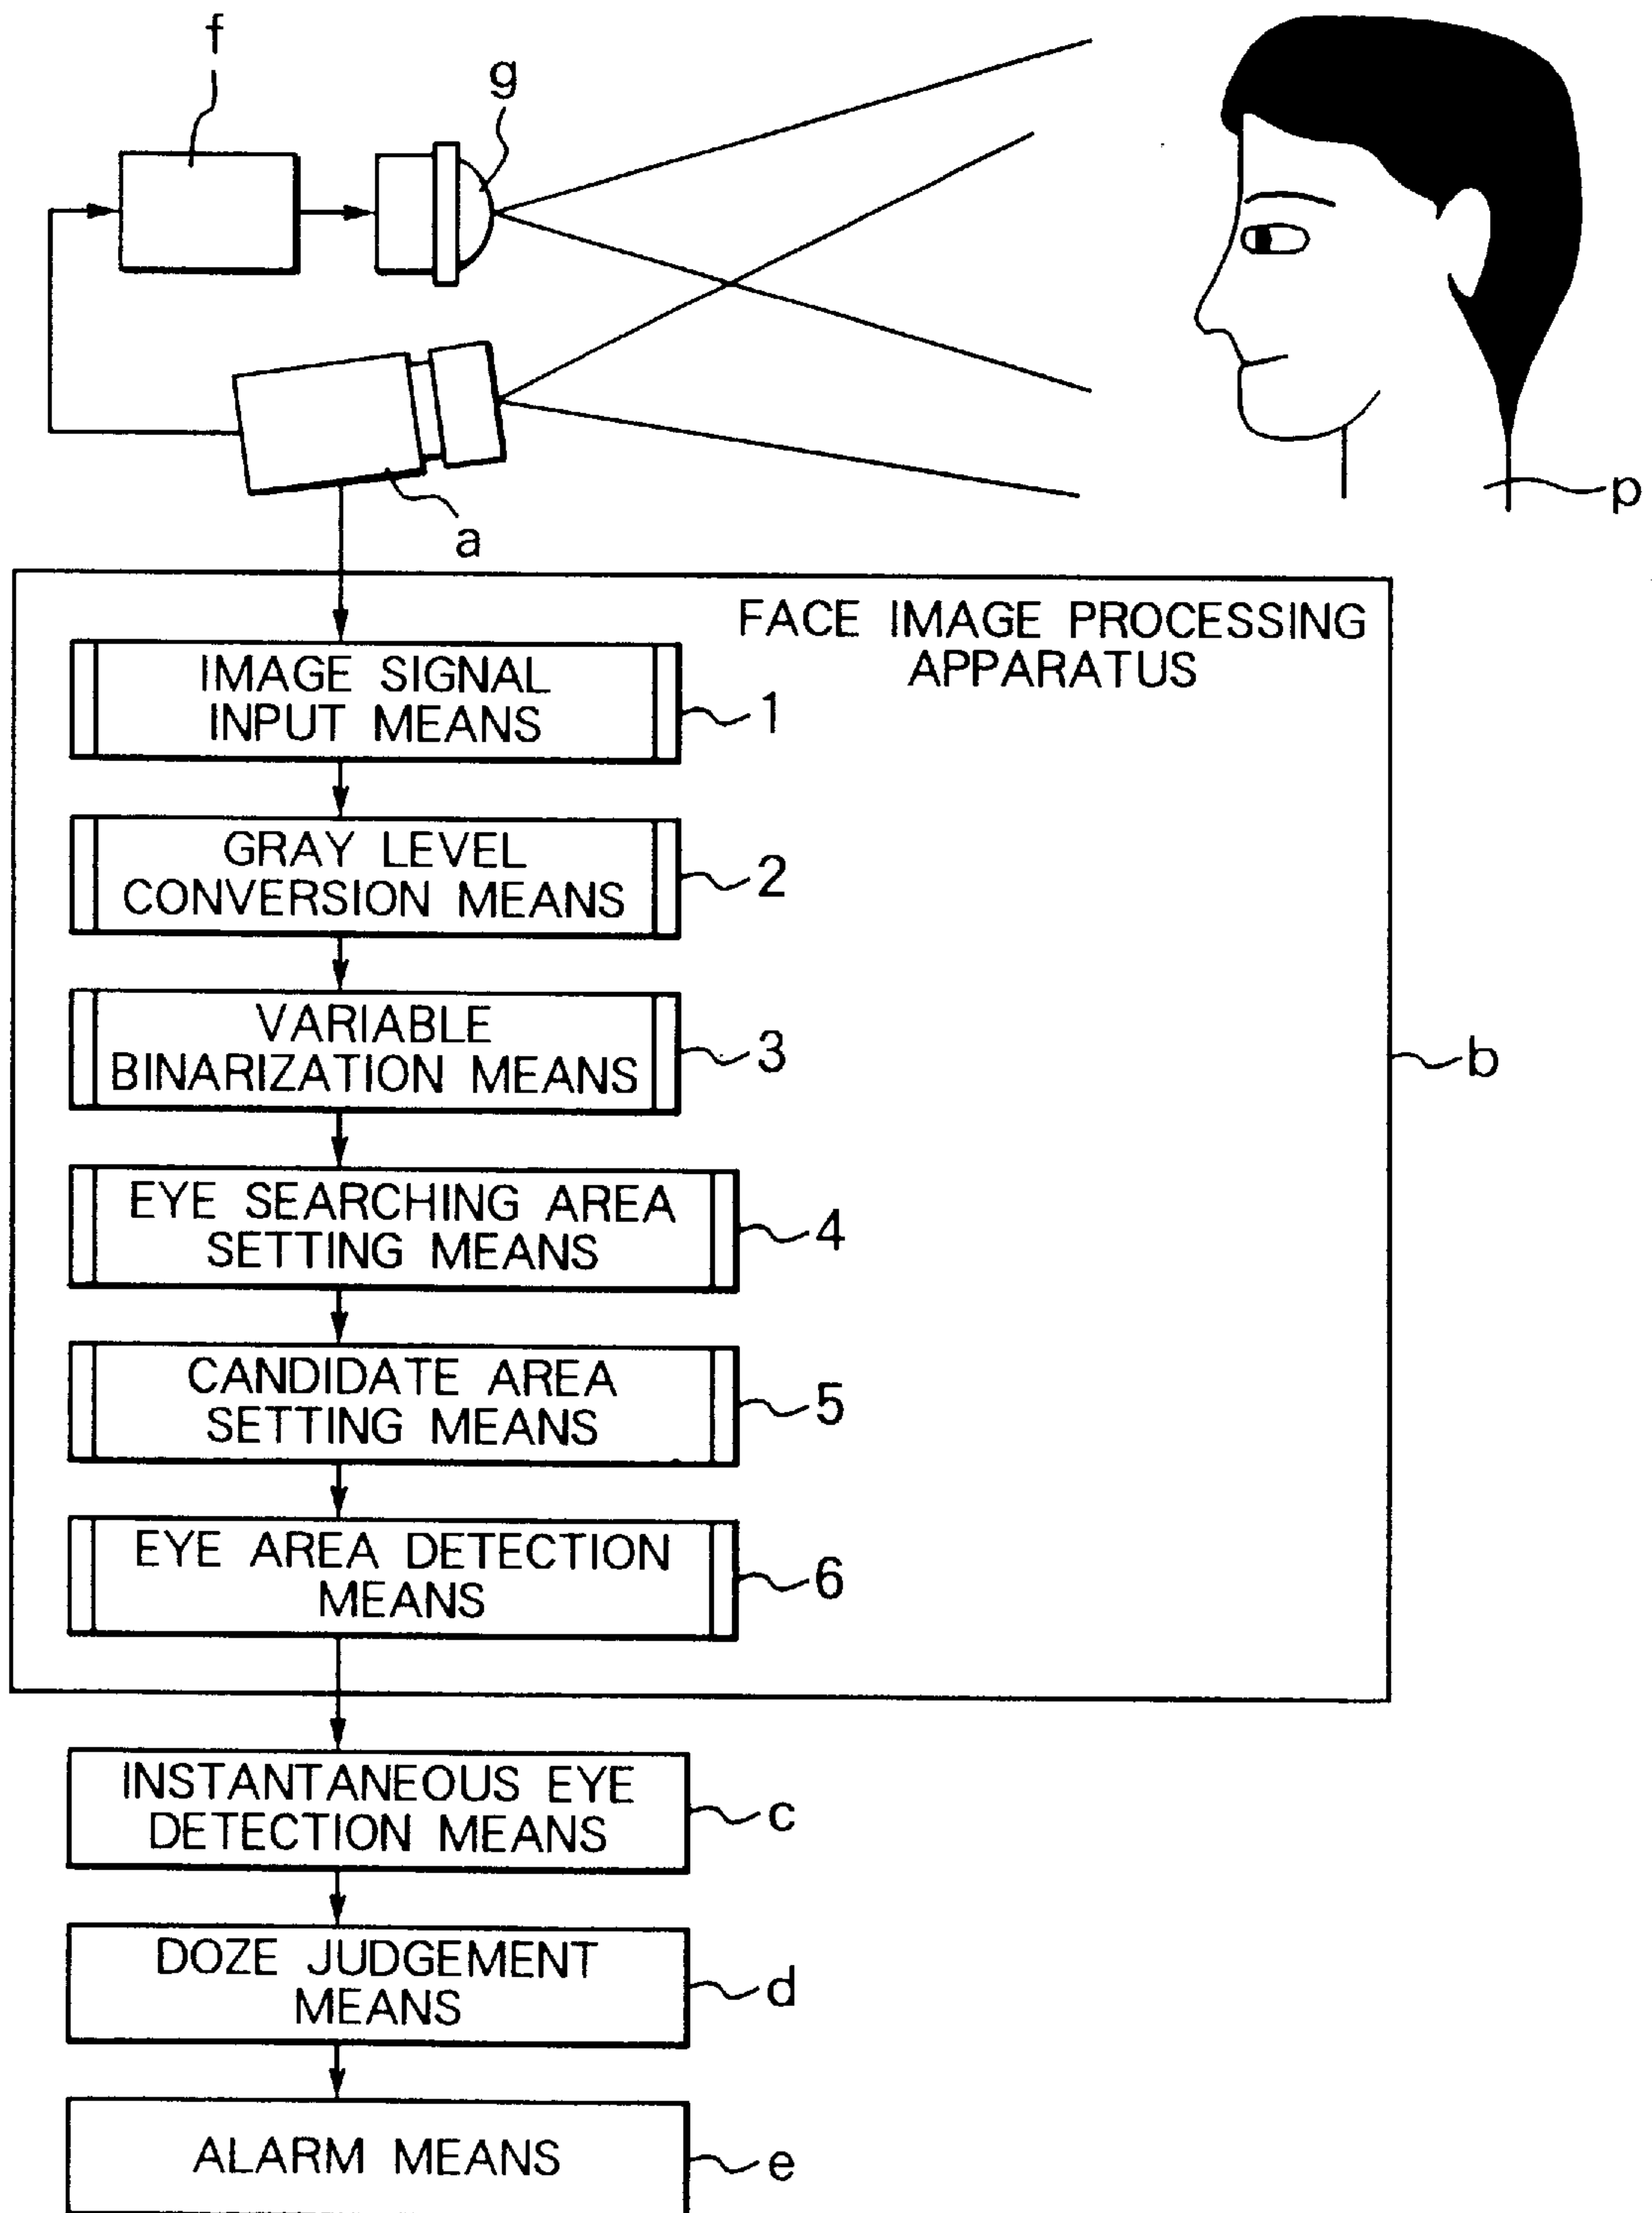 f
g
a
p
FACE IMAGE PROCESSING
APPARATUS
IMAGE SIGNAL
INPUT MEANS
1
GRAY LEVEL
CONVERSION MEANS
2
VARIABLE
BINARIZATION MEANS
3
b
EYE SEARCHING AREA
SETTING MEANS
4
CANDIDATE AREA
SETTING MEANS
5
EYE AREA DETECTION
MEANS
6
INSTANTANEOUS EYE
DETECTION MEANS
c
DOZE JUDGEMENT
MEANS
d
ALARM MEANS
e